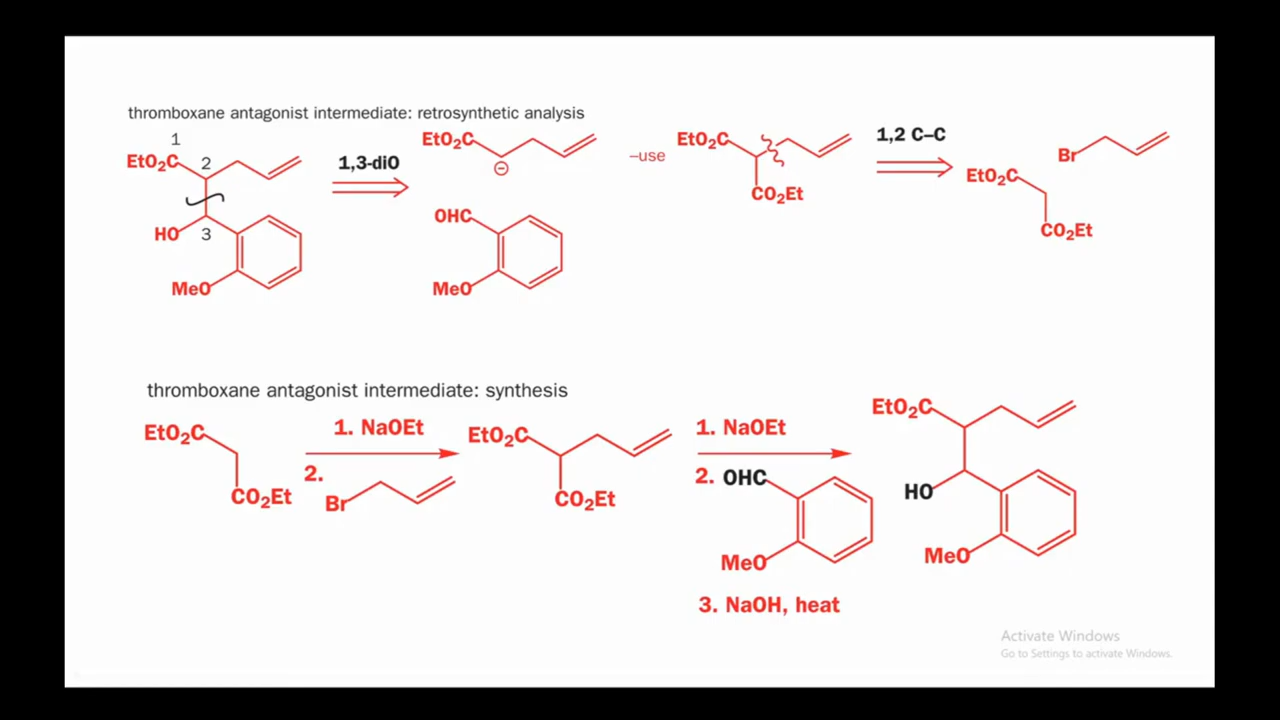 thromboxane antagonist intermediate: retrosynthetic analysis
1
EtO₂C
2
HO
3
MeO
1,3-diO
EtO₂C
⊖
OHC
MeO
–use
EtO₂C
CO₂Et
1,2 C–C
Br
EtO₂C
CO₂Et
thromboxane antagonist intermediate: synthesis
EtO₂C
CO₂Et
1. NaOEt
2.
Br
EtO₂C
CO₂Et
1. NaOEt
2. OHC
MeO
3. NaOH, heat
EtO₂C
HO
MeO
Activate Windows
Go to Settings to activate Windows.